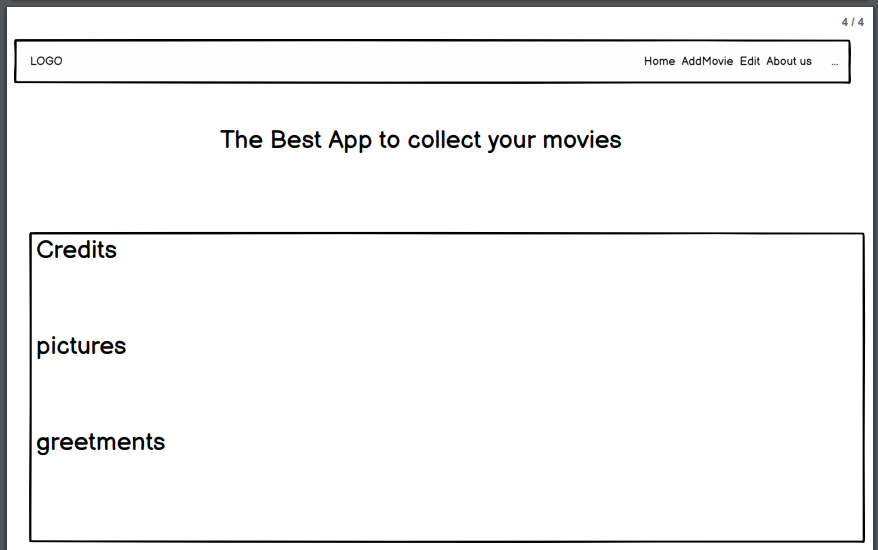 4 / 4
LOGO Home AddMovie Edit About us ...
The Best App to collect your movies
Credits
pictures
greetments